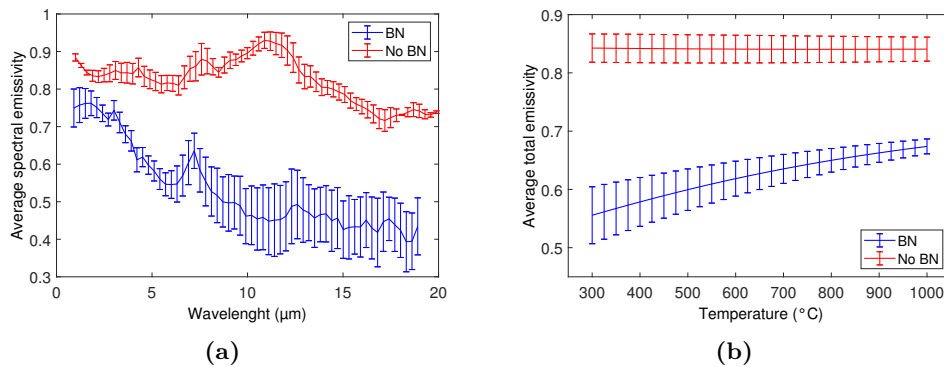 1
0.9
0.8
0.7
0.6
0.5
0.4
0.3
Average spectral emissivity
BN
No BN
0 5 10 15 20
Wavelenght (μm)
(a)
0.9
0.8
0.7
0.6
0.5
Average total emissivity
BN
No BN
300 400 500 600 700 800 900 1000
Temperature (°C)
(b)